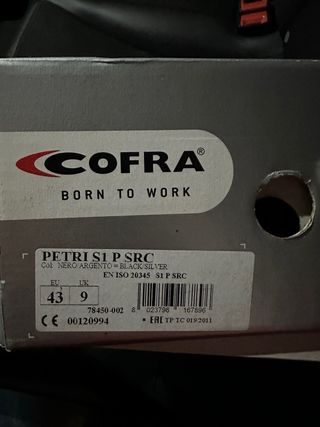 COFRA®
BORN TO WORK
PETRI S1 P SRC
Col. NERO/ARGENTO = BLACK/SILVER
EN ISO 20345 S1 P SRC
EU UK
43 9
78450-002
8 023796 167896
CE 00120994
* EAC TP TC 019/2011